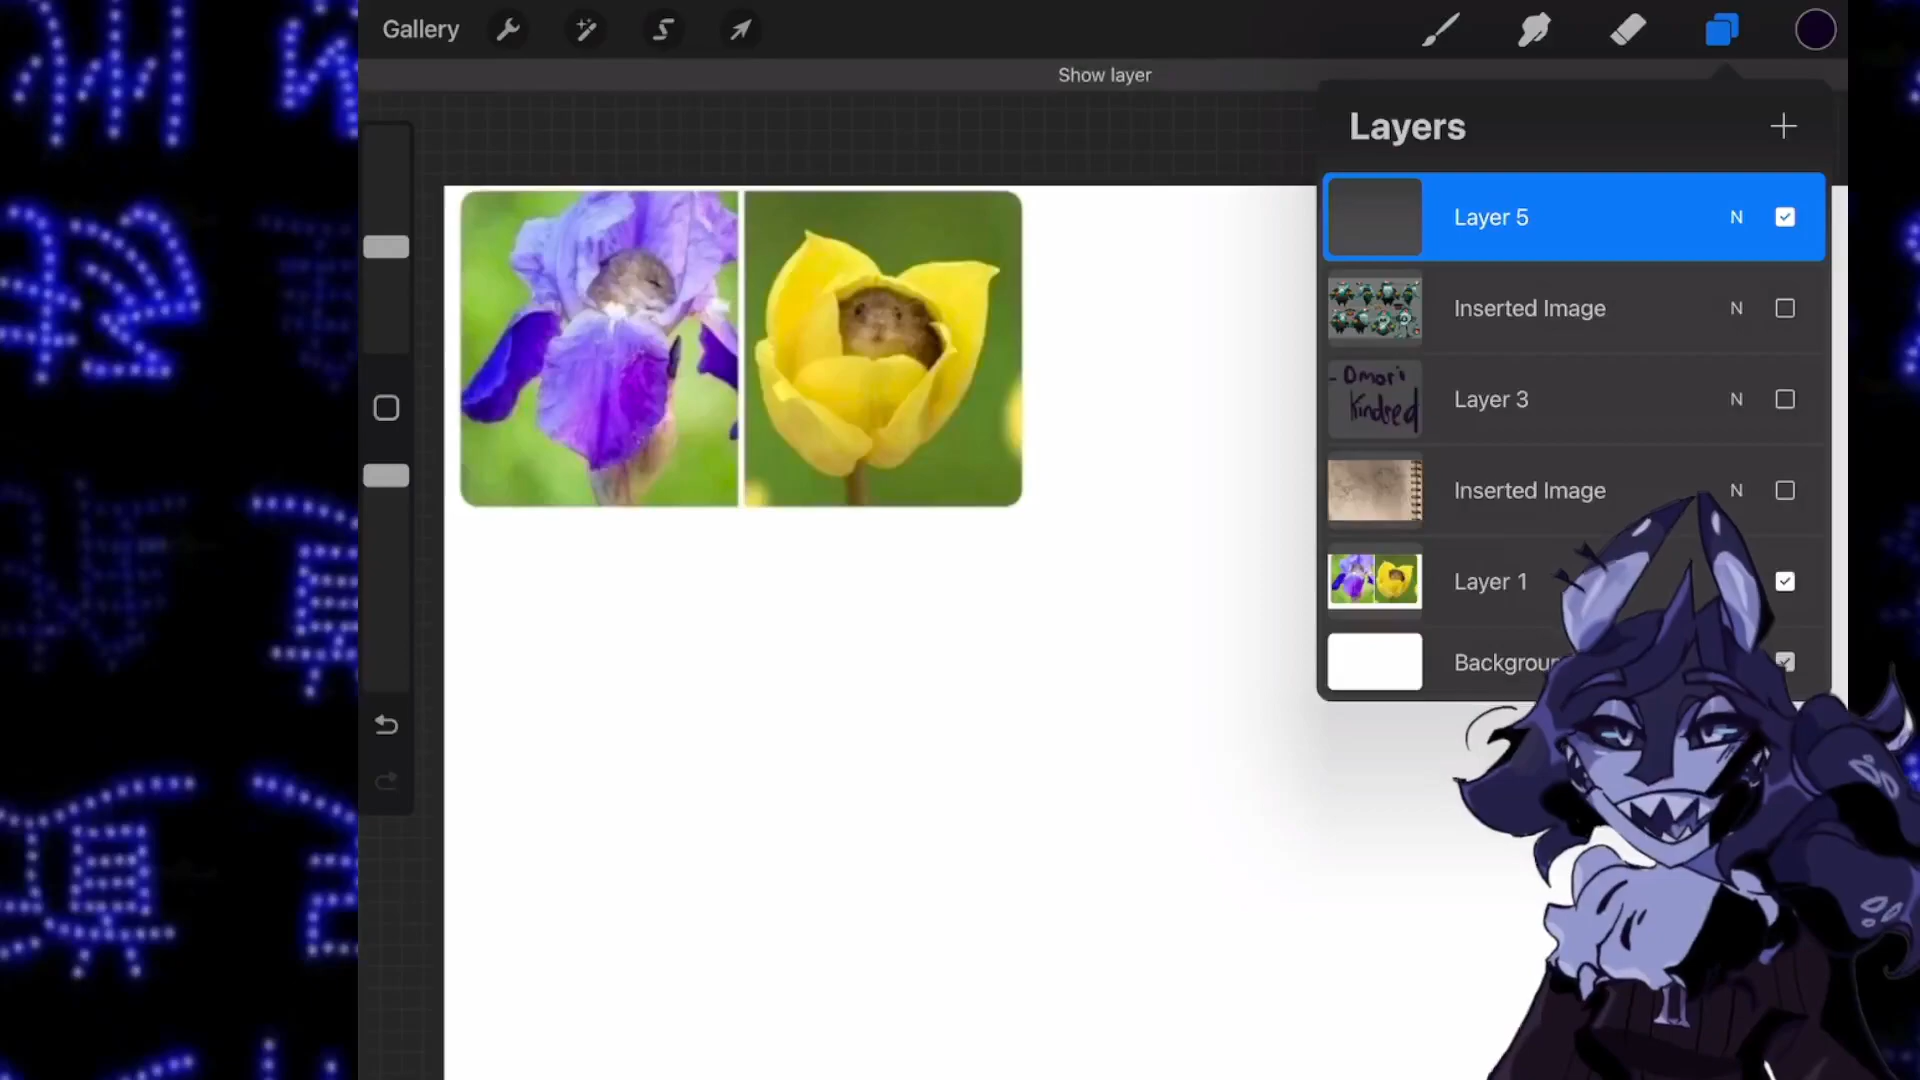 Gallery
Show layer
Layers
Layer 5 N
Inserted Image N
- Omori
Kindred
Layer 3 N
Inserted Image N
Layer 1